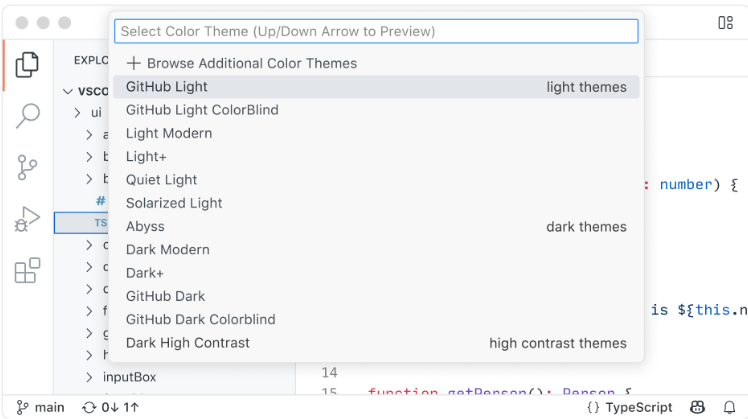 Select Color Theme (Up/Down Arrow to Preview)
EXPLO
Browse Additional Color Themes
VSCO
GitHub Light light themes
ui
GitHub Light ColorBlind
Light Modern
Light+
Quiet Light
: number) {
#
Solarized Light
TS
Abyss dark themes
Dark Modern
Dark+
GitHub Dark
is ${this.n
GitHub Dark Colorblind
Dark High Contrast high contrast themes
14
inputBox
15 function getPerson(): Person {
main 0↓ 1↑ {} TypeScript